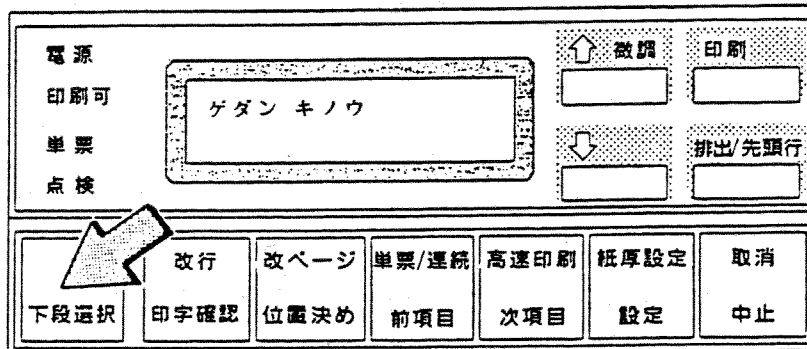 電源
印刷可
単票
点検
ゲダン キノウ
微調
印刷
排出/先頭行
下段選択
改行
印字確認
改ページ
位置決め
単票/連続
前項目
高速印刷
次項目
紙厚設定
設定
取消
中止